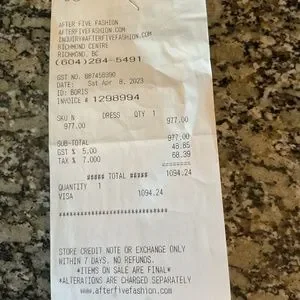 AFTER FIVE FASHION
AFTERFIVEFASHION.COM
INQUIRY@AFTERFIVEFASHION.COM
RICHMOND CENTRE
RICHMOND, BC
(604)284-5491
GST NO. 887450390
DATE: Sat Apr 8, 2023
ID: BORIS
INVOICE # 1298994
SKU N DRESS QTY 1
977.00 977.00
SUB-TOTAL 977.00
GST % 5.00 48.85
TAX % 7.000 68.39
##### TOTAL ##### 1094.24
QUANTITY 1
VISA 1094.24
STORE CREDIT NOTE OR EXCHANGE ONLY
WITHIN 7 DAYS. NO REFUNDS.
*ITEMS ON SALE ARE FINAL*
*ALTERATIONS ARE CHARGED SEPARATELY
www.afterfivefashion.com